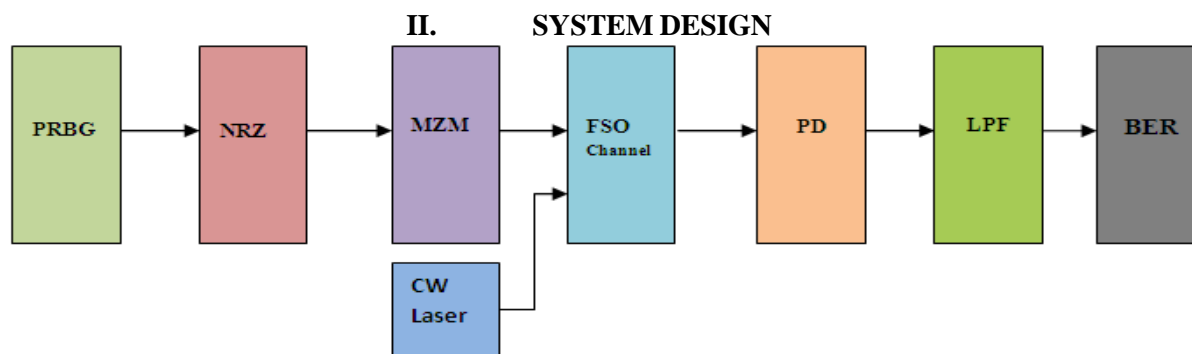 II. SYSTEM DESIGN
PRBG
NRZ
MZM
FSO
Channel
PD
LPF
BER
CW
Laser